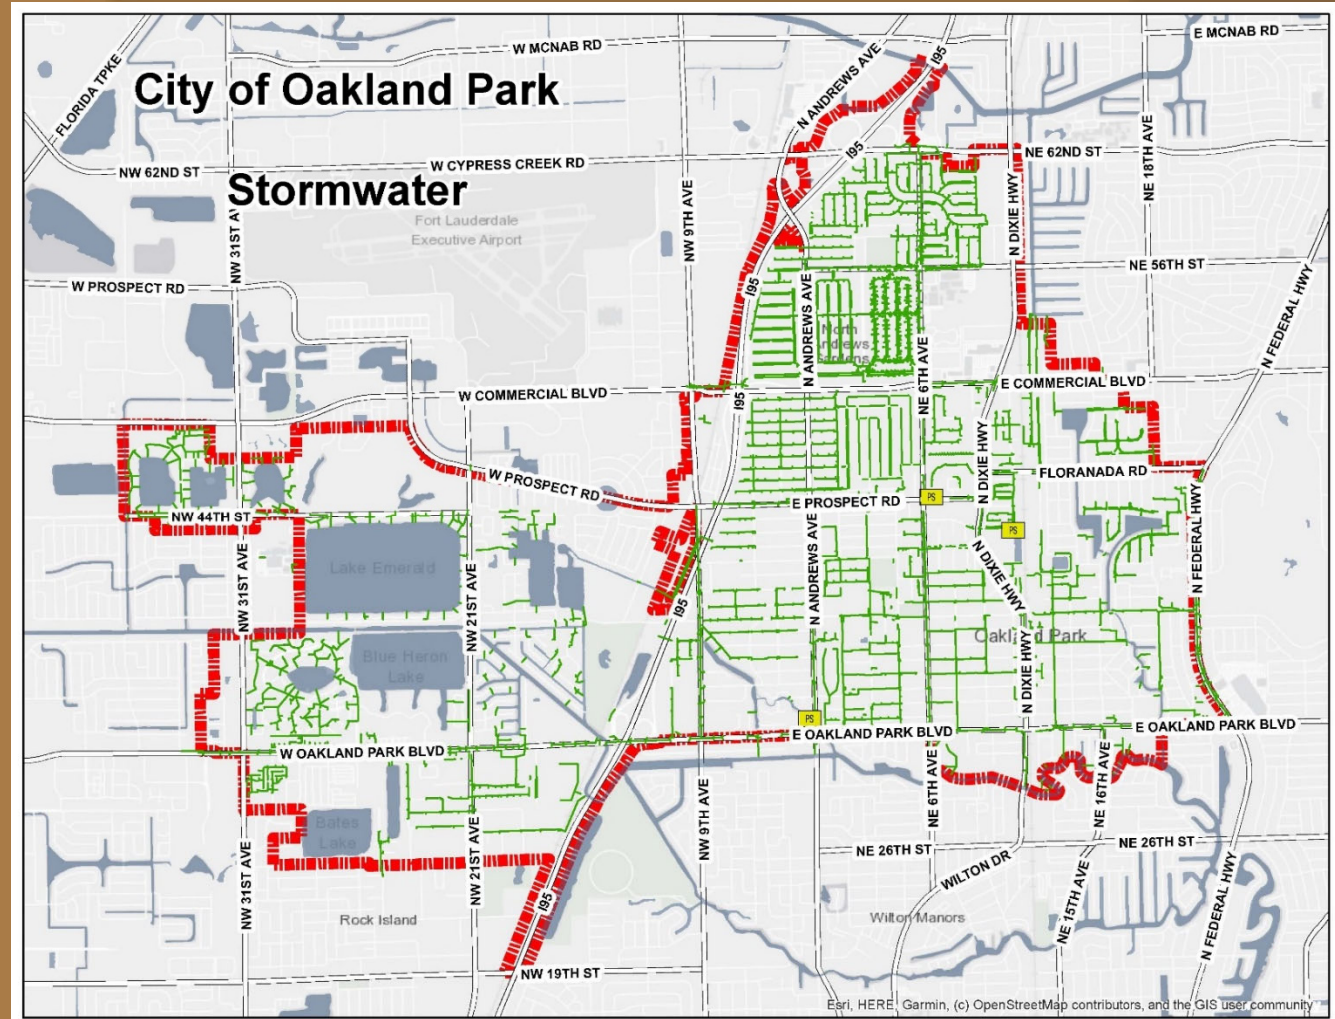 W MCNAB RD
E MCNAB RD
N ANDREWS AVE
I95
FLORIDA TPKE
City of Oakland Park
NE 18TH AVE
I95
NE 62ND ST
W CYPRESS CREEK RD
NW 62ND ST
Stormwater
N DIXIE HWY
NW 9TH AVE
NW 31ST AV
Fort Lauderdale
Executive Airport
NE 56TH ST
W PROSPECT RD
I95
N ANDREWS AVE
N FEDERAL HWY
North
Andrews
Gardens
NE 6TH AVE
E COMMERCIAL BLVD
W COMMERCIAL BLVD
I95
N DIXIE HWY
FLORANADA RD
W PROSPECT RD
E PROSPECT RD
PS
NW 44TH ST
PS
N FEDERAL HWY
N ANDREWS AVE
Lake Emerald
NW 31ST AVE
NW 21ST AVE
N DIXIE HWY
I95
Oakland Park
Blue Heron
Lake
N DIXIE HWY
PS
E OAKLAND PARK BLVD
E OAKLAND PARK BLVD
W OAKLAND PARK BLVD
NE 6TH AVE
NE 16TH AVE
NW 9TH AVE
Bates
Lake
NW 21ST AVE
NW 31ST AVE
NE 26TH ST
NE 26TH ST
WILTON DR
I95
NE 15TH AVE
N FEDERAL HWY
Rock Island
Wilton Manors
NW 19TH ST
Esri, HERE, Garmin, (c) OpenStreetMap contributors, and the GIS user community